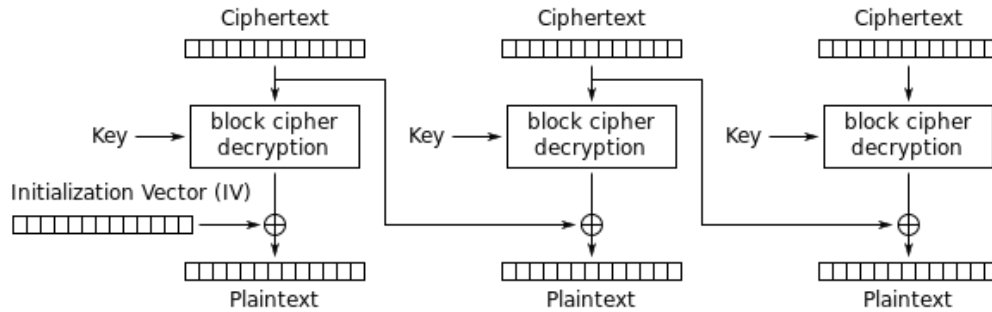 Ciphertext Ciphertext Ciphertext
Key block cipher decryption Key block cipher decryption Key block cipher decryption
Initialization Vector (IV)
Plaintext Plaintext Plaintext